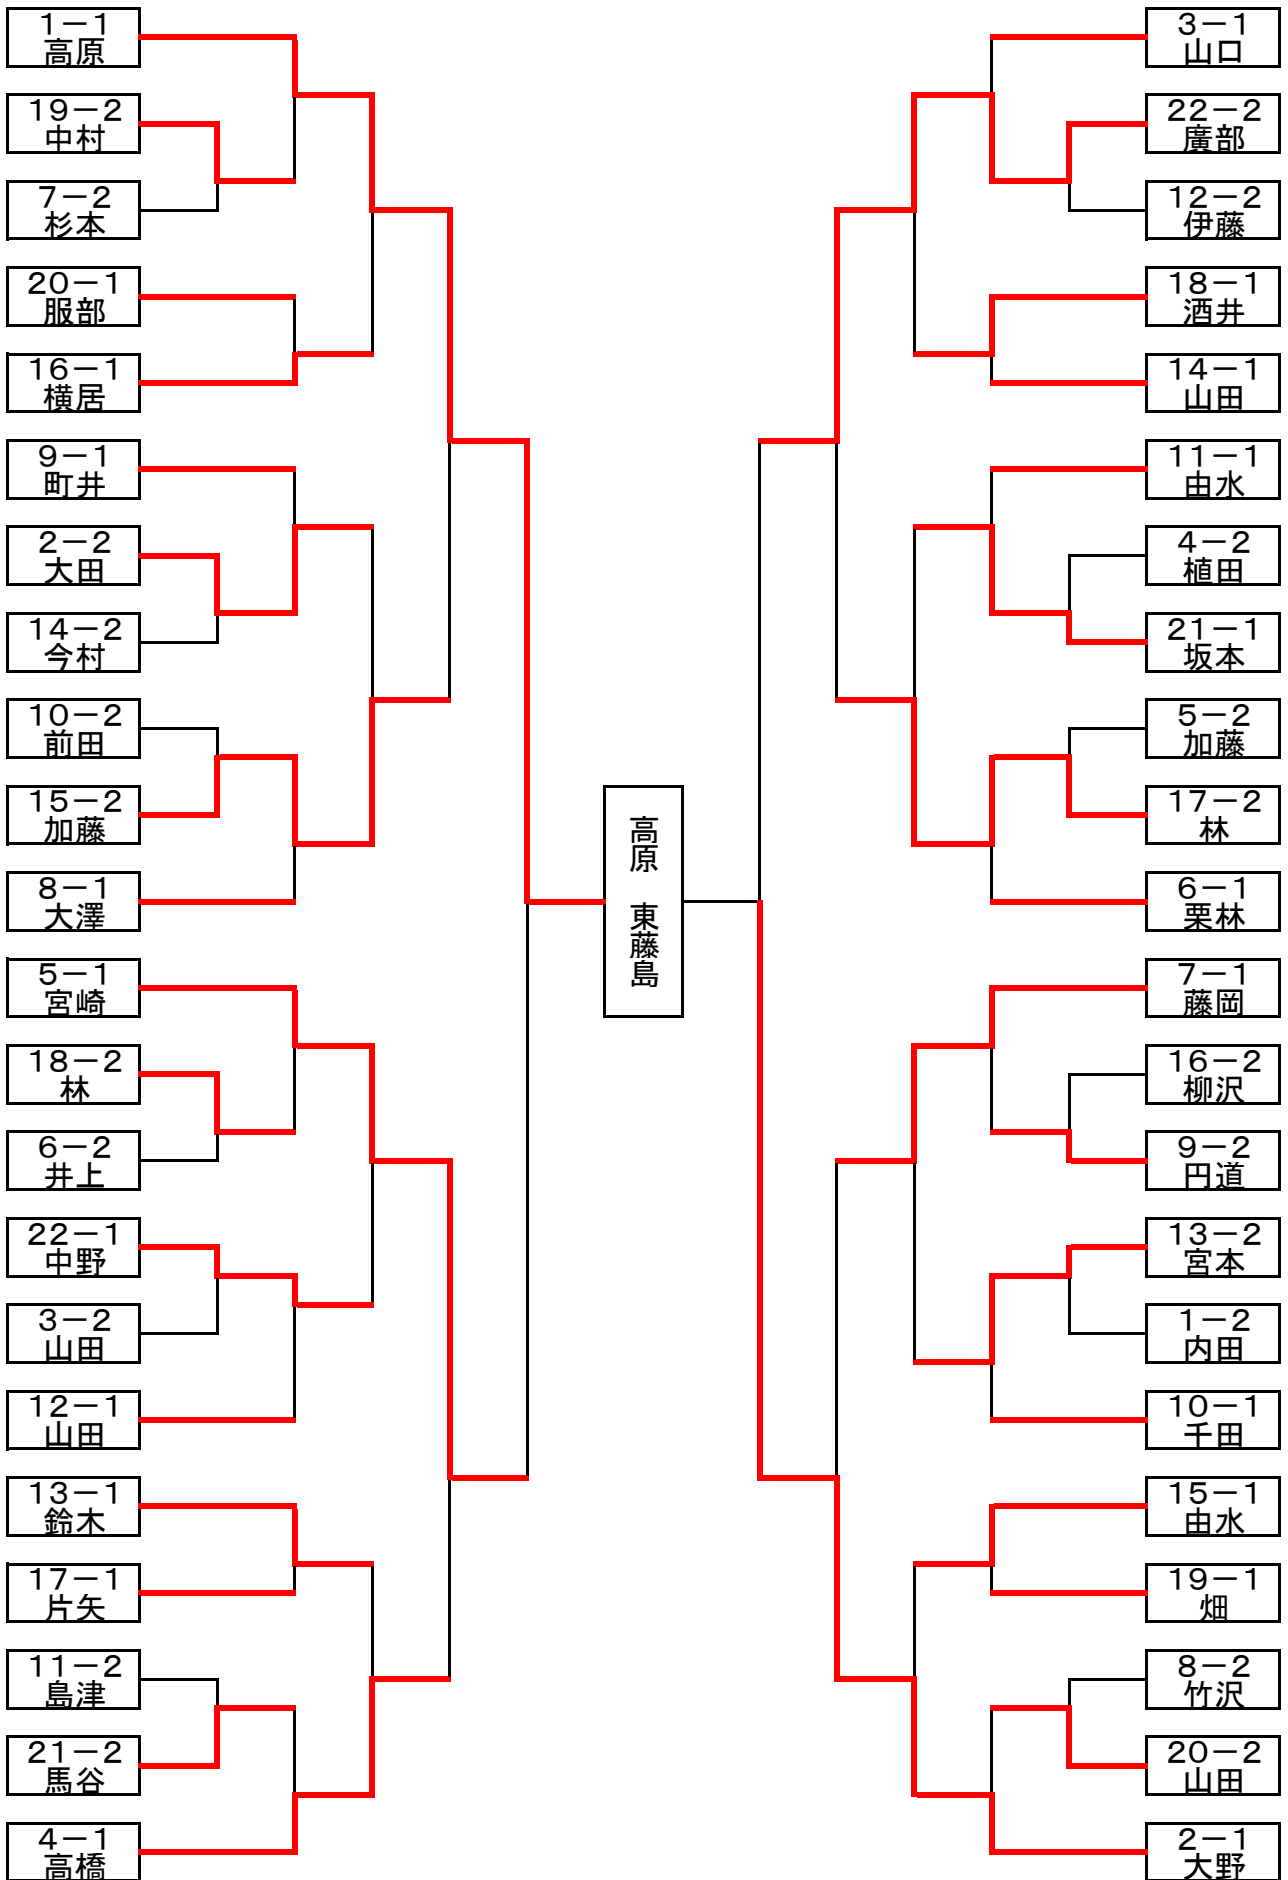 1－1
高原
19－2
中村
7－2
杉本
20－1
服部
16－1
横居
9－1
町井
2－2
大田
14－2
今村
10－2
前田
15－2
加藤
8－1
大澤
5－1
宮崎
18－2
林
6－2
井上
22－1
中野
3－2
山田
12－1
山田
13－1
鈴木
17－1
片矢
11－2
島津
21－2
馬谷
4－1
高橋
高原　東藤島
3－1
山口
22－2
廣部
12－2
伊藤
18－1
酒井
14－1
山田
11－1
由水
4－2
植田
21－1
坂本
5－2
加藤
17－2
林
6－1
栗林
7－1
藤岡
16－2
柳沢
9－2
円道
13－2
宮本
1－2
内田
10－1
千田
15－1
由水
19－1
畑
8－2
竹沢
20－2
山田
2－1
大野